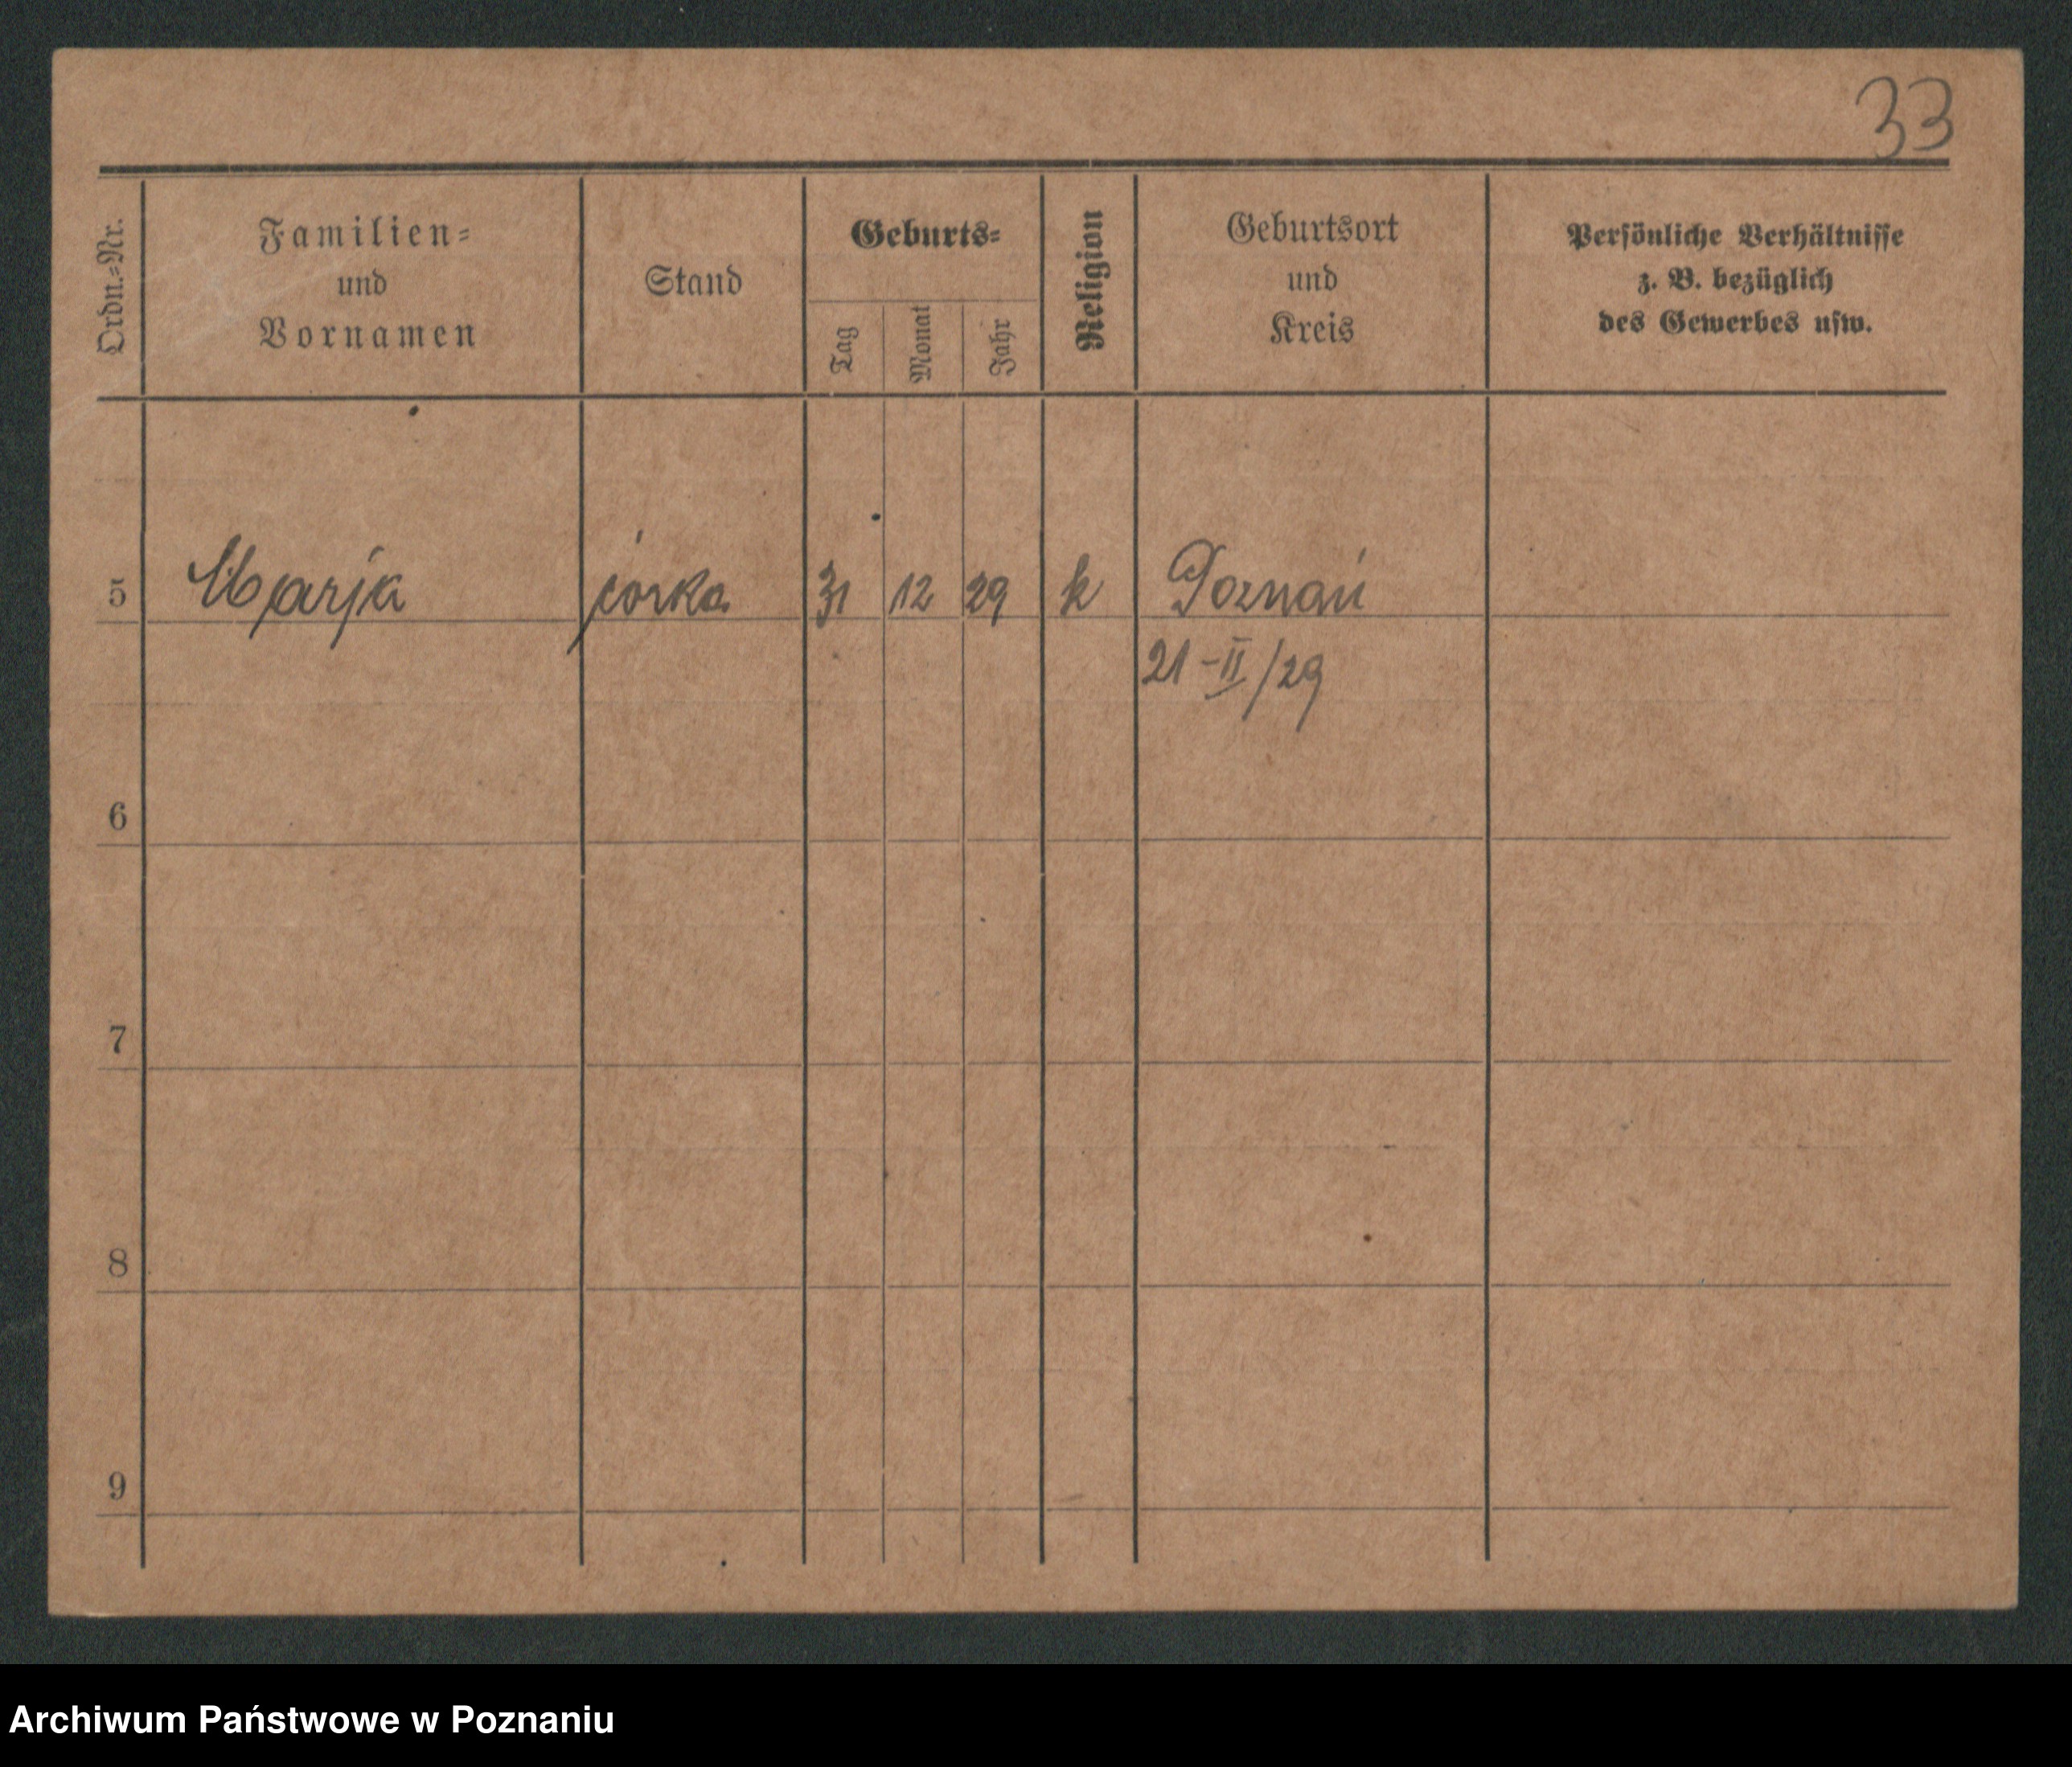 33
Ordn.-Nr.
Familien-
und
Vornamen
Stand
Geburts-
Tag
Monat
Jahr
Religion
Geburtsort
und
Kreis
Persönliche Verhältnisse
z. B. bezüglich
des Gewerbes usw.
5 Marja córka 31 12 29 k Poznań
21-II/29
6
7
8
9
Archiwum Państwowe w Poznaniu